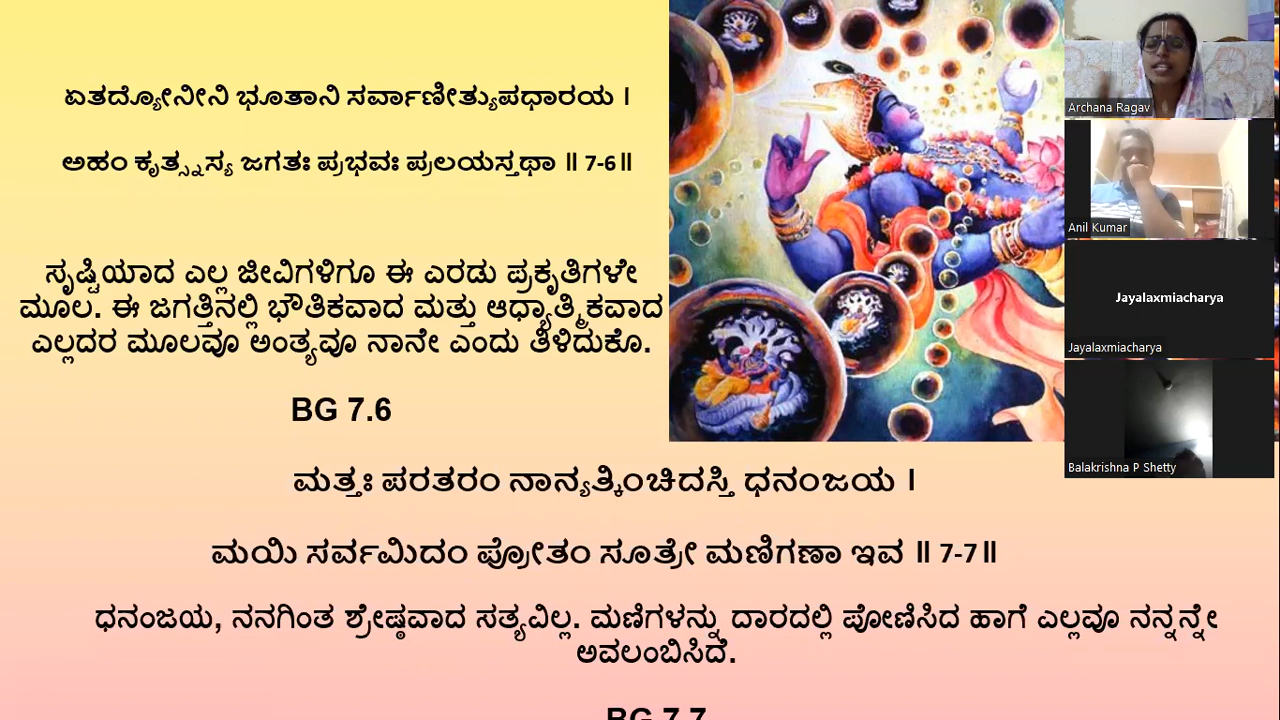 ಏತದ್ಯೋನೀನಿ ಭೂತಾನಿ ಸರ್ವಾಣೀತ್ಯುಪಧಾರಯ ।
ಅಹಂ ಕೃತ್ಸ್ನಸ್ಯ ಜಗತಃ ಪ್ರಭವಃ ಪ್ರಲಯಸ್ತಥಾ ॥ 7-6॥
ಸೃಷ್ಟಿಯಾದ ಎಲ್ಲ ಜೀವಿಗಳಿಗೂ ಈ ಎರಡು ಪ್ರಕೃತಿಗಳೇ
ಮೂಲ. ಈ ಜಗತ್ತಿನಲ್ಲಿ ಭೌತಿಕವಾದ ಮತ್ತು ಆಧ್ಯಾತ್ಮಿಕವಾದ
ಎಲ್ಲದರ ಮೂಲವೂ ಅಂತ್ಯವೂ ನಾನೇ ಎಂದು ತಿಳಿದುಕೊ.
BG 7.6
ಮತ್ತಃ ಪರತರಂ ನಾನ್ಯತ್ಕಿಂಚಿದಸ್ತಿ ಧನಂಜಯ ।
ಮಯಿ ಸರ್ವಮಿದಂ ಪ್ರೋತಂ ಸೂತ್ರೇ ಮಣಿಗಣಾ ಇವ ॥ 7-7॥
ಧನಂಜಯ, ನನಗಿಂತ ಶ್ರೇಷ್ಠವಾದ ಸತ್ಯವಿಲ್ಲ. ಮಣಿಗಳನ್ನು ದಾರದಲ್ಲಿ ಪೋಣಿಸಿದ ಹಾಗೆ ಎಲ್ಲವೂ ನನ್ನನ್ನೇ
ಅವಲಂಬಿಸಿದೆ.
BG 7.7
Archana Ragav
Anil Kumar
Jayalaxmiacharya
Jayalaxmiacharya
Balakrishna P Shetty